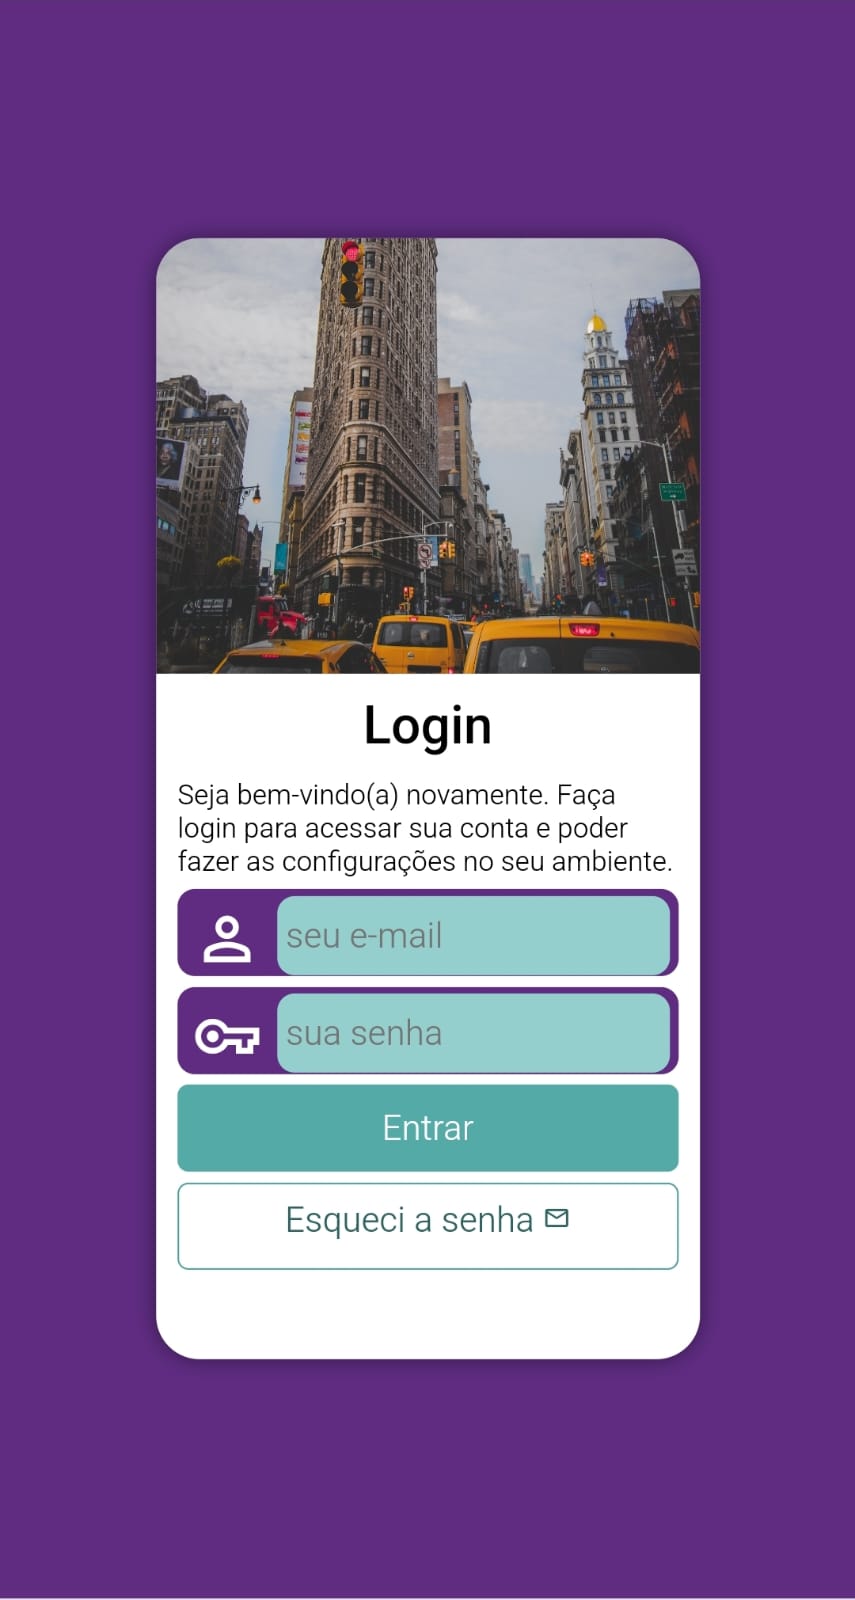 Login
Seja bem-vindo(a) novamente. Faça
login para acessar sua conta e poder
fazer as configurações no seu ambiente.
seu e-mail
sua senha
Entrar
Esqueci a senha